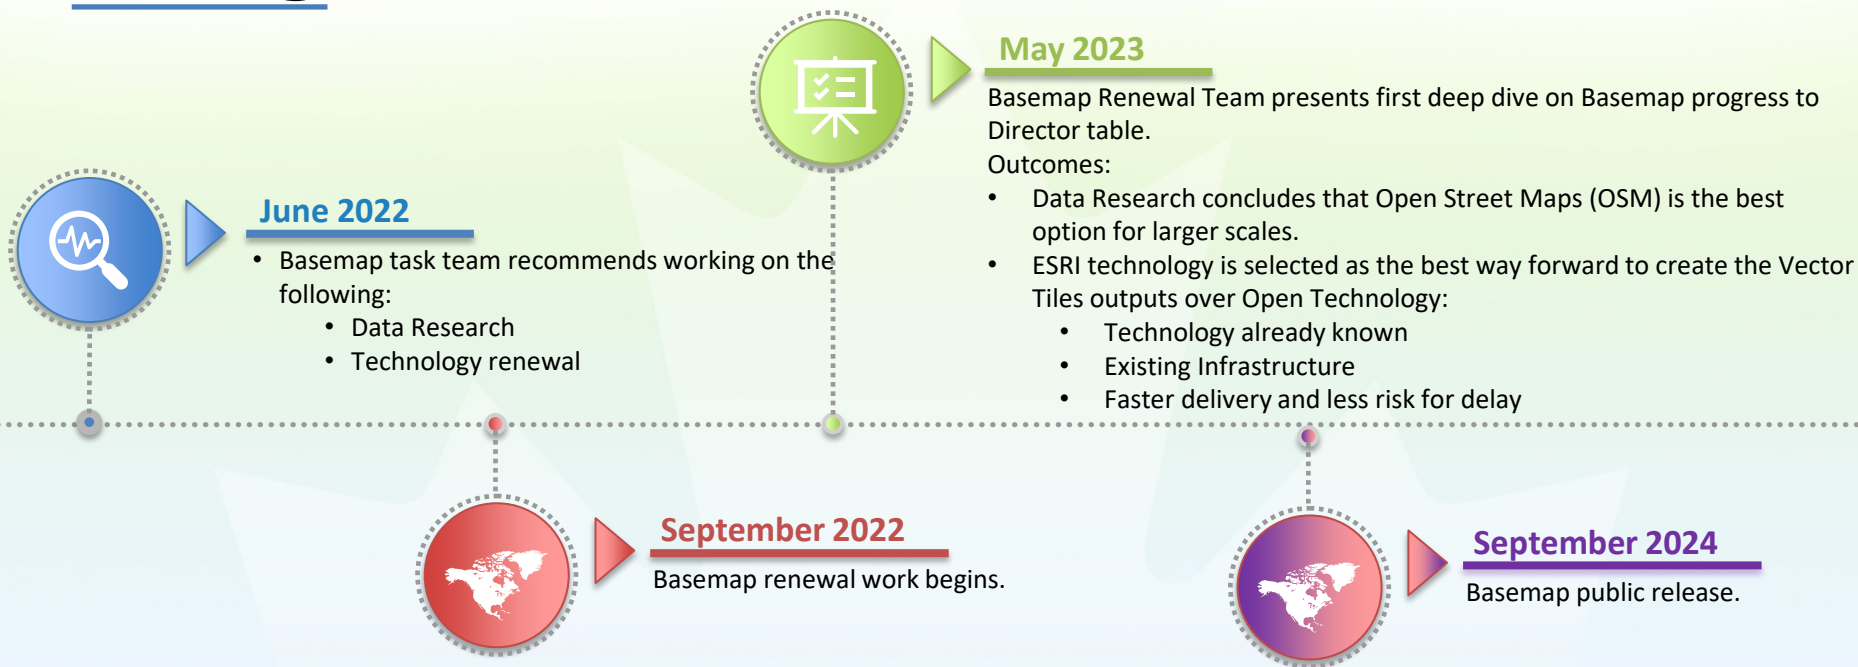 June 2022
• Basemap task team recommends working on the
following:
• Data Research
• Technology renewal
September 2022
Basemap renewal work begins.
May 2023
Basemap Renewal Team presents first deep dive on Basemap progress to
Director table.
Outcomes:
• Data Research concludes that Open Street Maps (OSM) is the best
option for larger scales.
• ESRI technology is selected as the best way forward to create the Vector
Tiles outputs over Open Technology:
• Technology already known
• Existing Infrastructure
• Faster delivery and less risk for delay
September 2024
Basemap public release.